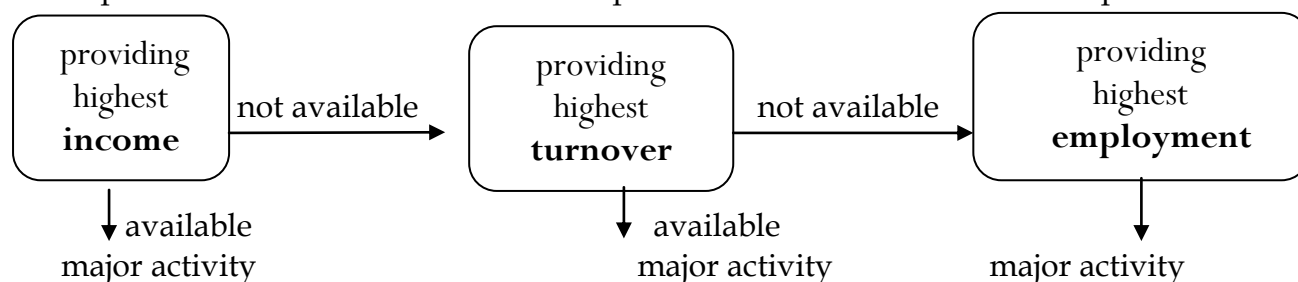 providing
highest
income
not available
providing
highest
turnover
not available
providing
highest
employment
available
major activity
available
major activity
major activity